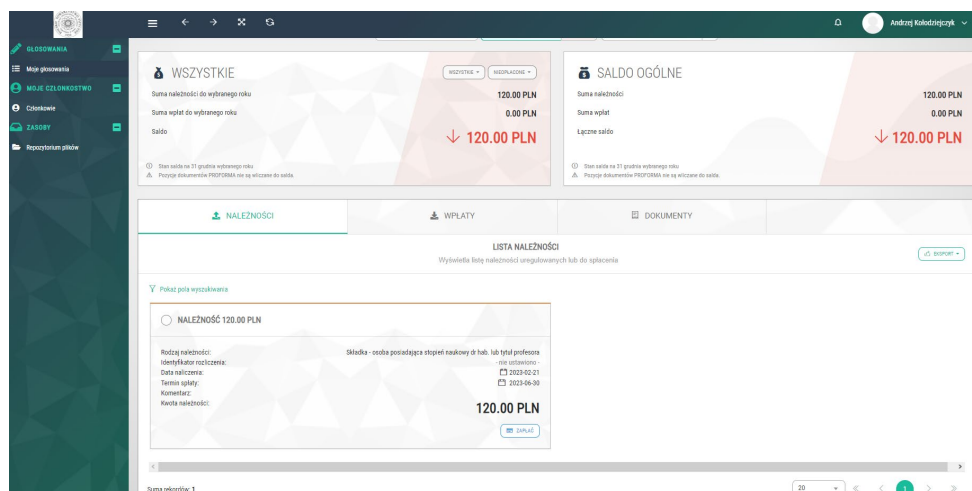 Andrzej Kołodziejczyk
GŁOSOWANIA
Moje głosowania
MOJE CZŁONKOSTWO
Członkowie
ZASOBY
Repozytorium plików
WSZYSTKIE
WSZYSTKIE
NIEOPŁACONE
Suma należności do wybranego roku 120.00 PLN
Suma wpłat do wybranego roku 0.00 PLN
Saldo 120.00 PLN
Stan salda na 31 grudnia wybranego roku
Pozycje dokumentów PROFORMA nie są wliczane do salda.
SALDO OGÓLNE
Suma należności 120.00 PLN
Suma wpłat 0.00 PLN
Łączne saldo 120.00 PLN
Stan salda na 31 grudnia wybranego roku
Pozycje dokumentów PROFORMA nie są wliczane do salda.
NALEŻNOŚCI
WPŁATY
DOKUMENTY
LISTA NALEŻNOŚCI
Wyświetla listę należności uregulowanych lub do spłacenia
EKSPORT
Pokaż pola wyszukiwania
NALEŻNOŚĆ 120.00 PLN
Rodzaj należności: Składka - osoba posiadająca stopień naukowy dr hab. lub tytuł profesora
Identyfikator rozliczenia: - nie ustawiono -
Data naliczenia: 2023-02-21
Termin spłaty: 2023-06-30
Komentarz:
Kwota należności: 120.00 PLN
ZAPŁAĆ
Suma rekordów: 1
20
1